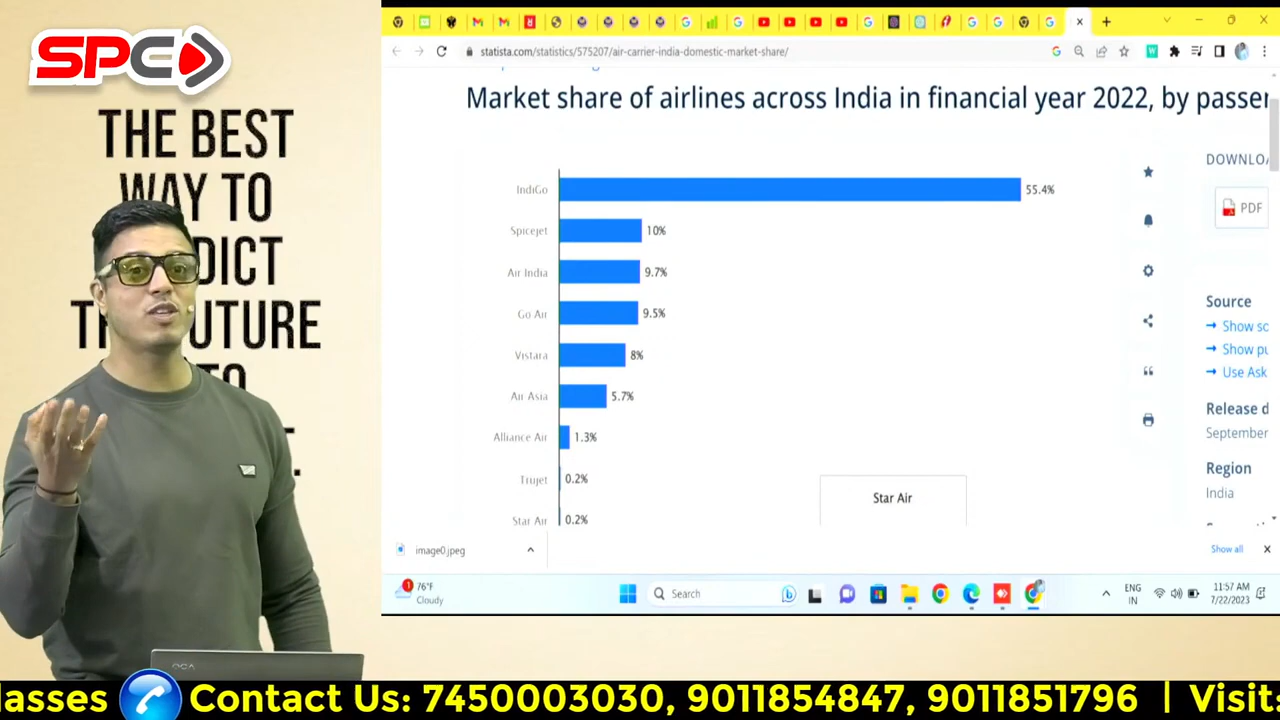 SPC
THE BEST
WAY TO
DICT
TH UTURE
TO
statista.com/statistics/575207/air-carrier-india-domestic-market-share/
Market share of airlines across India in financial year 2022, by passer
DOWNLO
PDF
IndiGo 55.4%
Spicejet 10%
Air India 9.7%
Go Air 9.5%
Vistara 8%
Air Asia 5.7%
Alliance Air 1.3%
Trujet 0.2%
Star Air 0.2%
Star Air
Source
Show so
Show pu
Use Ask
Release d
September
Region
India
image0.jpeg
Show all
1
76°F
Cloudy
Search
ENG
IN
11:57 AM
7/22/2023
lasses Contact Us: 7450003030, 9011854847, 9011851796 | Visit: